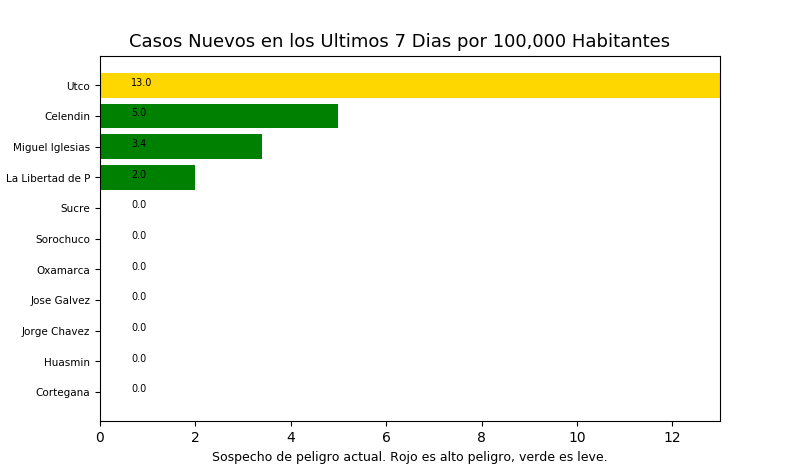 Casos Nuevos en los Ultimos 7 Dias por 100,000 Habitantes
Utco 13.0
Celendin 5.0
Miguel Iglesias 3.4
La Libertad de P 2.0
Sucre 0.0
Sorochuco 0.0
Oxamarca 0.0
Jose Galvez 0.0
Jorge Chavez 0.0
Huasmin 0.0
Cortegana 0.0
0 2 4 6 8 10 12
Sospecho de peligro actual. Rojo es alto peligro, verde es leve.